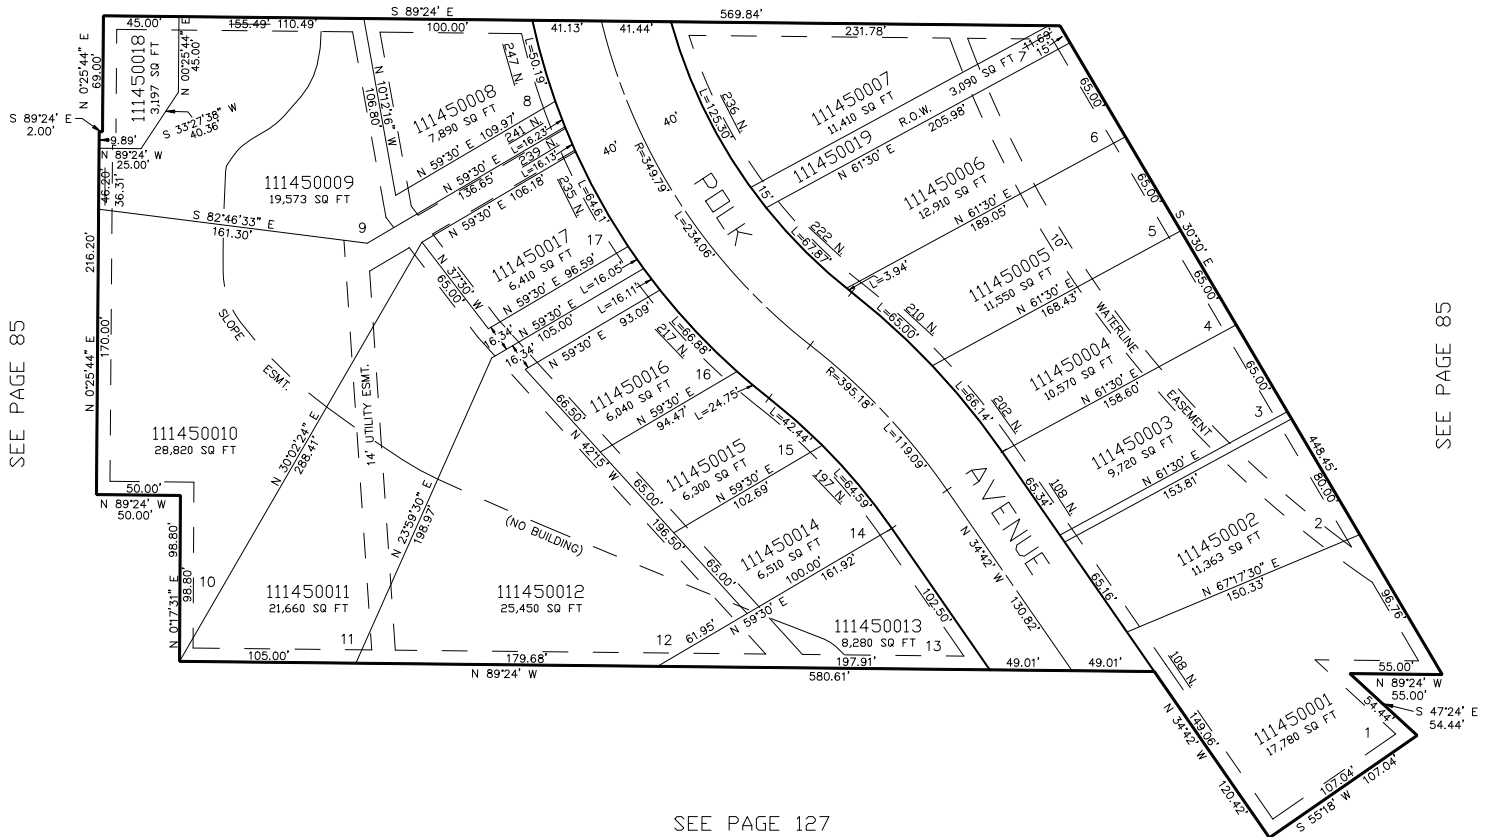 S 89°24' E
569.84'
45.00'
155.49'
110.49'
100.00'
41.13'
41.44'
231.78'
11.69'
15'
N 0°25'44" E
69.00'
111450018
3,197 SQ FT
N 00°25'44" E
45.00'
S 33°27'38" W
40.36'
S 89°24' E
2.00'
9.89'
N 89°24' W
25.00'
46.20'
36.31'
N 10°12'16" W
106.80'
247 N.
L=50.19'
111450008
7,890 SQ FT
8
N 59°30' E 109.97'
241 N.
N 59°30' E
L=16.23'
239 N.
136.65'
L=16.13'
N 59°30' E 106.18'
235 N.
L=64.61'
111450009
19,573 SQ FT
9
S 82°46'33" E
161.30'
40'
40'
R=349.79'
L=234.06'
POLK
236 N.
L=125.30'
111450007
11,410 SQ FT
R.O.W.
3,090 SQ FT
111450019
205.98'
N 61°30' E
15'
65.00'
6
111450006
12,910 SQ FT
222 N.
L=67.87'
N 61°30' E
189.05'
65.00'
S 30°30' E
5
111450005
11,550 SQ FT
10'
L=3.94'
L=65.00'
210 N.
N 61°30' E
168.43'
65.00'
4
216.20'
170.00'
N 0°25'44" E
SLOPE
ESMT.
14' UTILITY ESMT.
N 37°30' W
65.00'
111450017
6,410 SQ FT
17
N 59°30' E 96.59'
16.34'
N 59°30' E
L=16.05'
105.00'
L=16.11'
16.34'
N 59°30' E
93.09'
217 N.
L=66.88'
WATERLINE
EASEMENT
111450004
10,570 SQ FT
N 61°30' E
158.60'
65.00'
3
L=66.14'
202 N.
111450003
9,720 SQ FT
N 61°30' E
153.81'
448.45'
80.00'
R=395.18'
L=119.09'
111450016
6,040 SQ FT
16
66.50'
N 59°30' E
94.47'
L=24.75'
L=42.44'
N 42°15' W
111450015
6,300 SQ FT
15
65.00'
N 59°30' E
102.69'
197 N.
L=64.59'
196.50'
111450014
6,510 SQ FT
14
65.00'
100.00'
161.92'
61.95'
N 59°30' E
SEE PAGE 85
SEE PAGE 85
111450010
28,820 SQ FT
N 30°02'24" E
288.41'
50.00'
N 89°24' W
50.00'
98.80'
98.80'
N 0°17'31" E
10
N 23°59'30" E
198.97'
(NO BUILDING)
AVENUE
65.34'
108 N.
111450002
11,363 SQ FT
2
N 67°17'30" E
150.33'
65.16'
N 34°42' W
130.82'
102.50'
96.76'
111450011
21,660 SQ FT
11
111450012
25,450 SQ FT
12
111450013
8,280 SQ FT
13
105.00'
179.68'
N 89°24' W
197.91'
580.61'
49.01'
49.01'
108 N.
149.06'
N 34°42' W
120.42'
111450001
17,780 SQ FT
1
55.00'
N 89°24' W
55.00'
54.44'
S 47°24' E
54.44'
107.04'
S 55°18' W
107.04'
SEE PAGE 127